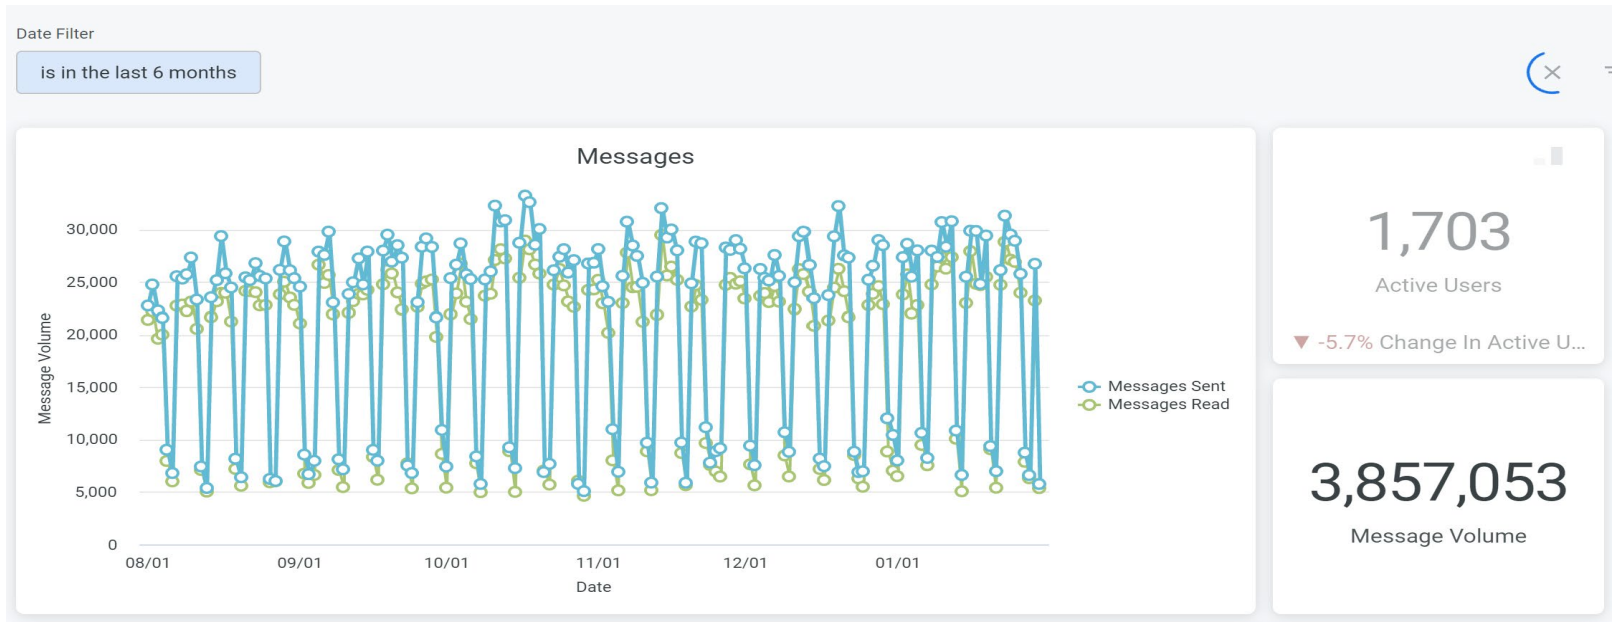 Date Filter
is in the last 6 months
Messages
30,000
25,000
20,000
15,000
10,000
5,000
0
Message Volume
08/01
09/01
10/01
11/01
12/01
01/01
Date
Messages Sent
Messages Read
1,703
Active Users
▼ -5.7% Change In Active U...
3,857,053
Message Volume